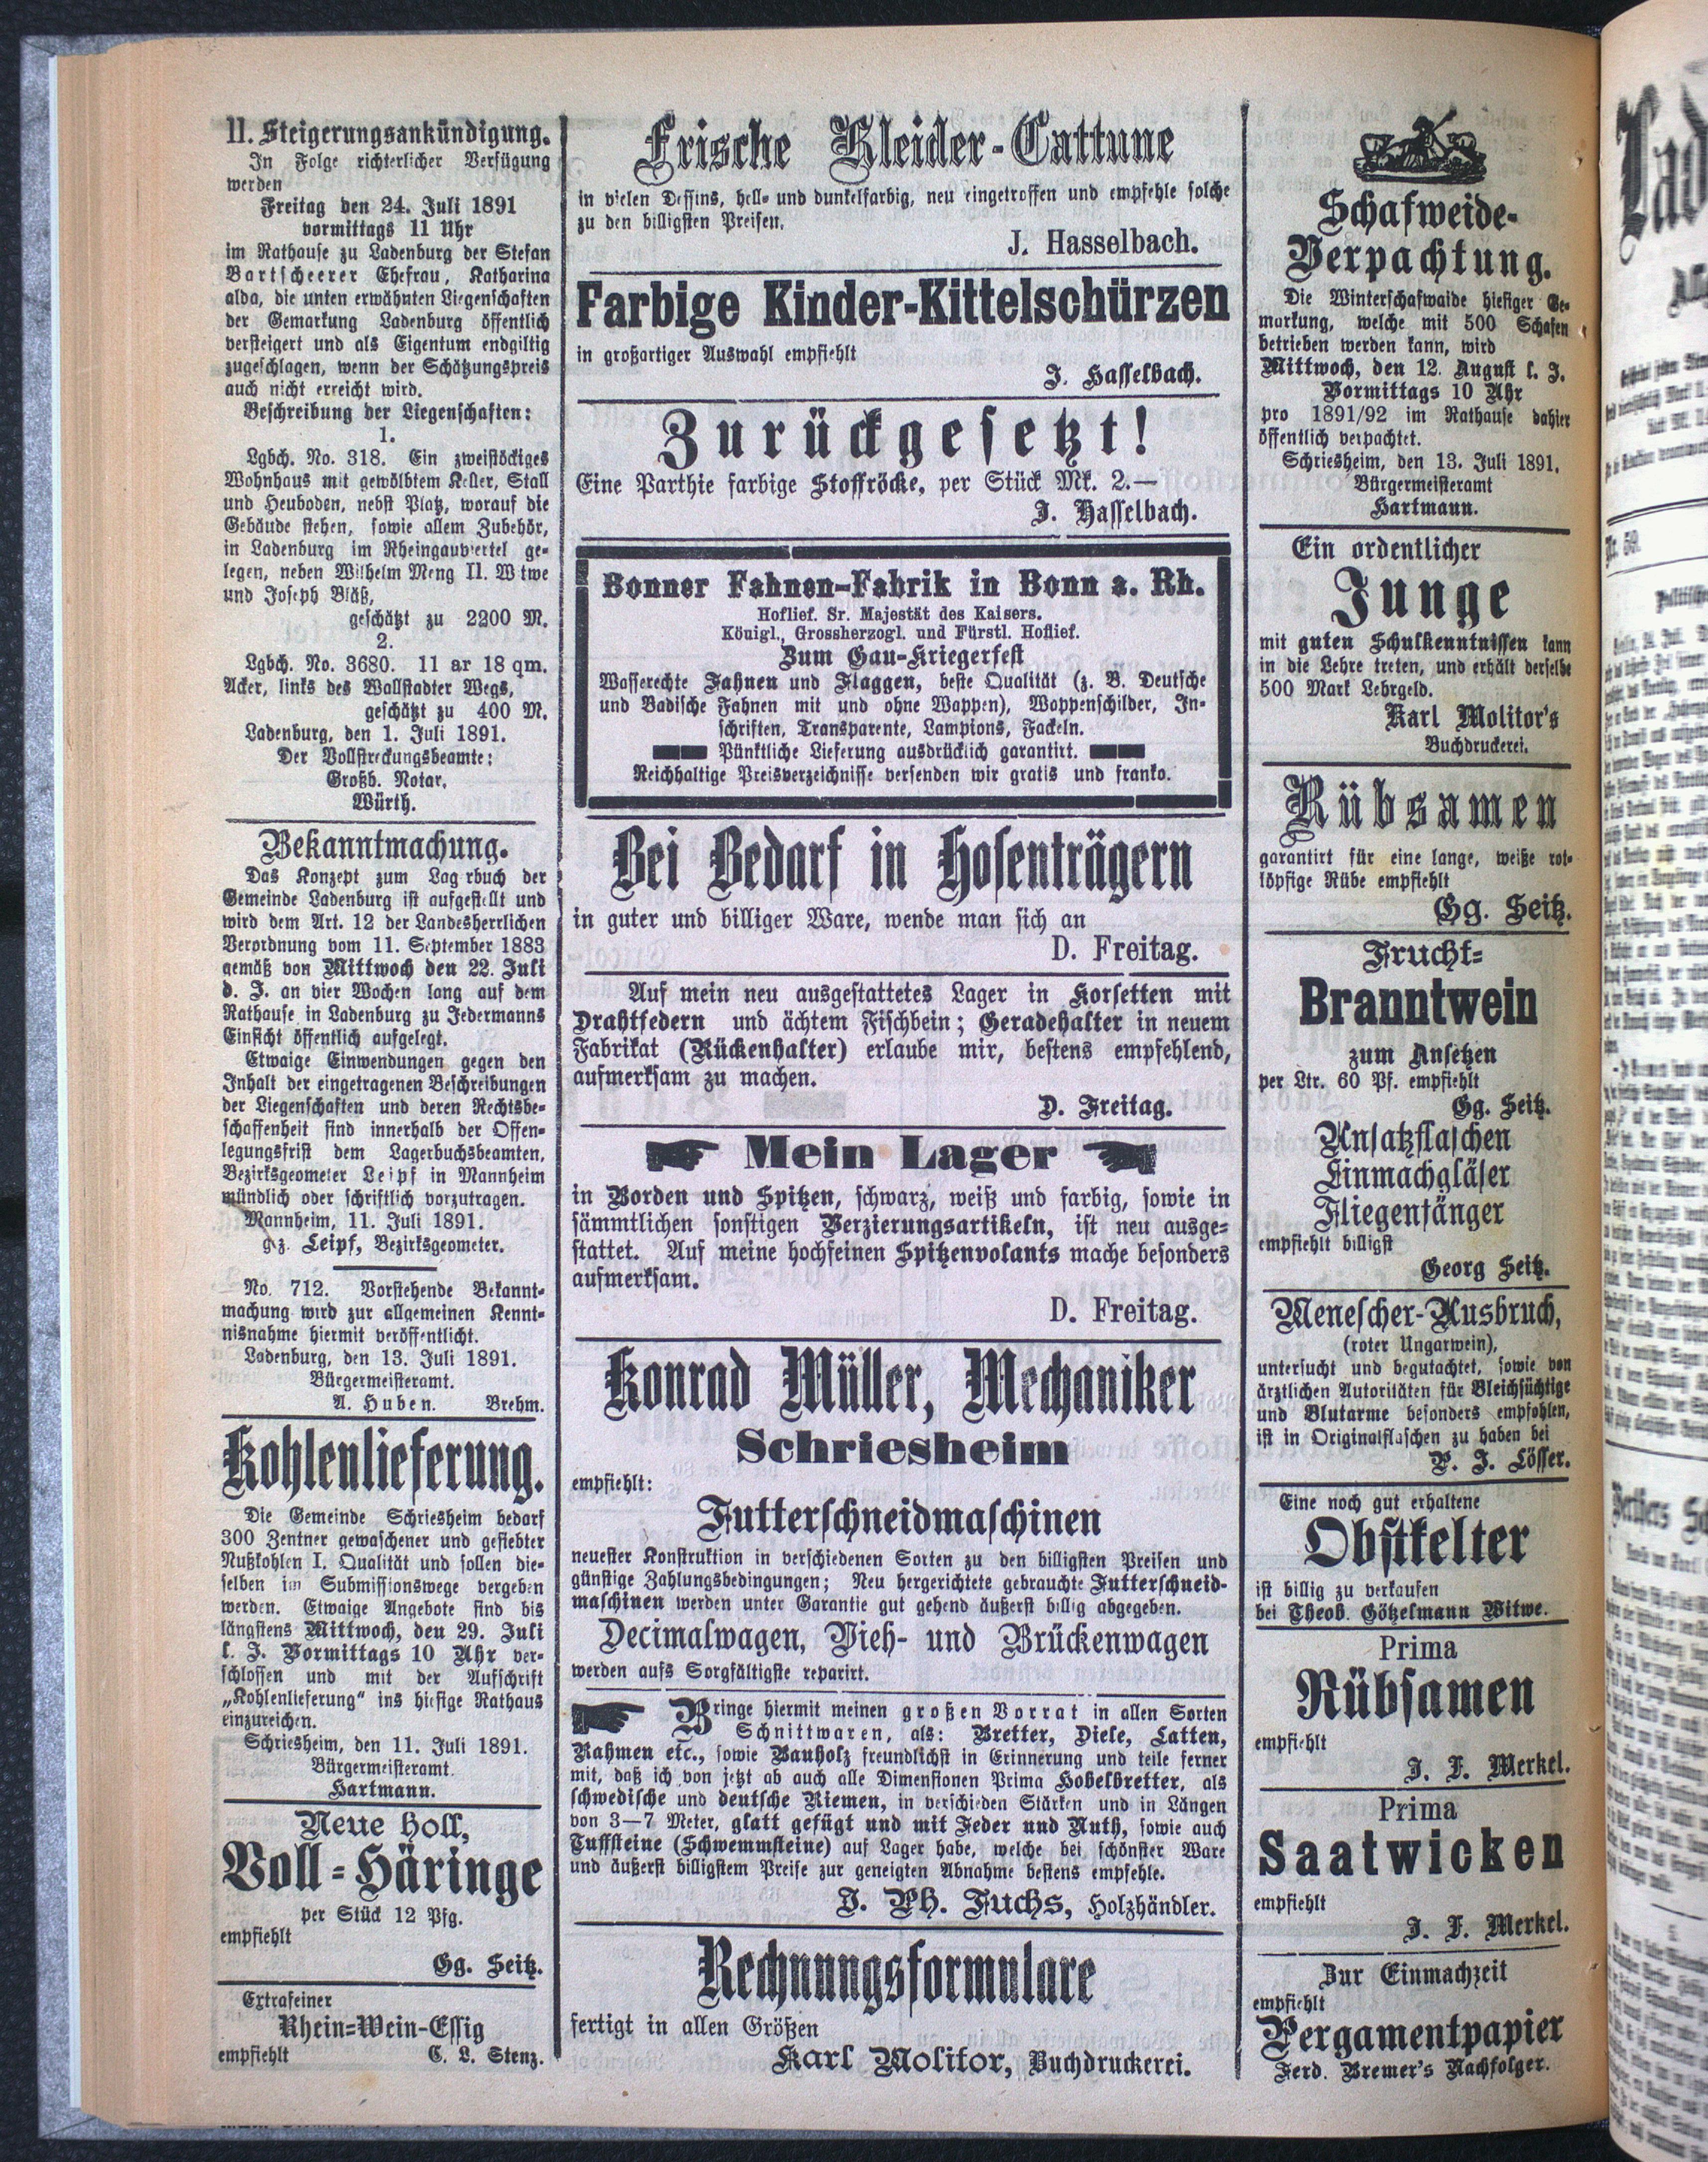 II. Steigerungsankündigung.
In Folge richterlicher Verfügung
werden
Freitag den 24. Juli 1891
vormittags 11 Uhr
im Rathause zu Ladenburg der Stefan
Bartscheerer Ehefrau, Katharina
alda, die unten erwähnten Liegenschaften
der Gemarkung Ladenburg öffentlich
versteigert und als Eigentum endgiltig
zugeschlagen, wenn der Schätzungspreis
auch nicht erreicht wird.
Beschreibung der Liegenschaften:
1.
Lgbch. No. 318. Ein zweistöckiges
Wohnhaus mit gewölbtem Keller, Stall
und Heuboden, nebst Platz, worauf die
Gebäude stehen, sowie allem Zubehör,
in Ladenburg im Rheingauviertel ge-
legen, neben Wilhelm Meng II. Witwe
und Joseph Bläß,
geschätzt zu 2200 M.
2.
Lgbch. No. 3680. 11 ar 18 qm.
Acker, links des Wallstadter Wegs,
geschätzt zu 400 M.
Ladenburg, den 1. Juli 1891.
Der Vollstreckungsbeamte:
Großh. Notar.
Würth.
Bekanntmachung.
Das Konzept zum Lagerbuch der
Gemeinde Ladenburg ist aufgestellt und
wird dem Art. 12 der Landesherrlichen
Verordnung vom 11. September 1883
gemäß von Mittwoch den 22. Juli
d. J. an vier Wochen lang auf dem
Rathause in Ladenburg zu Jedermanns
Einsicht öffentlich aufgelegt.
Etwaige Einwendungen gegen den
Inhalt der eingetragenen Beschreibungen
der Liegenschaften und deren Rechtsbe-
schaffenheit sind innerhalb der Offen-
legungsfrist dem Lagerbuchsbeamten,
Bezirksgeometer Leipf in Mannheim
mündlich oder schriftlich vorzutragen.
Mannheim, 11. Juli 1891.
gz. Leipf, Bezirksgeometer.
No. 712. Vorstehende Bekannt-
machung wird zur allgemeinen Kennt-
nisnahme hiermit veröffentlicht.
Ladenburg, den 13. Juli 1891.
Bürgermeisteramt.
A. Huben. Brehm.
Kohlenlieferung.
Die Gemeinde Schriesheim bedarf
300 Zentner gewaschener und gesiebter
Nußkohlen I. Qualität und sollen die-
selben im Submissionswege vergeben
werden. Etwaige Angebote sind bis
längstens Mittwoch, den 29. Juli
l. J. Vormittags 10 Uhr ver-
schlossen und mit der Aufschrift
„Kohlenlieferung“ ins hiesige Rathaus
einzureichen.
Schriesheim, den 11. Juli 1891.
Bürgermeisteramt.
Hartmann.
Neue holl,
Voll-Häringe
per Stück 12 Pfg.
empfiehlt
Gg. Seitz.
Extrafeiner
Rhein-Wein-Essig
empfiehlt C. L. Stenz.
Frische Kleider-Cattune
in vielen Dessins, hell- und dunkelfarbig, neu eingetroffen und empfehle solche
zu den billigsten Preisen.
J. Hasselbach.
Farbige Kinder-Kittelschürzen
in großartiger Auswahl empfiehlt
J. Hasselbach.
Zurückgesetzt!
Eine Parthie farbige Stoffröcke, per Stück Mk. 2.—
J. Hasselbach.
Bonner Fahnen-Fabrik in Bonn a. Rh.
Hoflief. Sr. Majestät des Kaisers.
Königl., Grossherzogl. und Fürstl. Hoflief.
Zum Gau-Kriegerfest
Wasserechte Fahnen und Flaggen, beste Qualität (z. B. Deutsche
und Badische Fahnen mit und ohne Wappen), Wappenschilder, In-
schriften, Transparente, Lampions, Fackeln.
Pünktliche Lieferung ausdrücklich garantirt.
Reichhaltige Preisverzeichnisse versenden wir gratis und franko.
Bei Bedarf in Hosenträgern
in guter und billiger Ware, wende man sich an
D. Freitag.
Auf mein neu ausgestattetes Lager in Korsetten mit
Drahtfedern und ächtem Fischbein; Geradehalter in neuem
Fabrikat (Rückenhalter) erlaube mir, bestens empfehlend,
aufmerksam zu machen.
D. Freitag.
Mein Lager
in Borden und Spitzen, schwarz, weiß und farbig, sowie in
sämmtlichen sonstigen Verzierungsartikeln, ist neu ausge-
stattet. Auf meine hochfeinen Spitzenvolants mache besonders
aufmerksam.
D. Freitag.
Konrad Müller, Mechaniker
Schriesheim
empfiehlt:
Futterschneidmaschinen
neuester Konstruktion in verschiedenen Sorten zu den billigsten Preisen und
günstige Zahlungsbedingungen; Neu hergerichtete gebrauchte Futterschneid-
maschinen werden unter Garantie gut gehend äußerst billig abgegeben.
Decimalwagen, Vieh- und Brückenwagen
werden aufs Sorgfältigste reparirt.
Bringe hiermit meinen großen Vorrat in allen Sorten
Schnittwaren, als: Bretter, Diele, Latten,
Rahmen etc., sowie Bauholz freundlichst in Erinnerung und teile ferner
mit, daß ich von jetzt ab auch alle Dimensionen Prima Hobelbretter, als
schwedische und deutsche Riemen, in verschieden Stärken und in Längen
von 3—7 Meter, glatt gefügt und mit Feder und Nuth, sowie auch
Tuffsteine (Schwemmsteine) auf Lager habe, welche bei schönster Ware
und äußerst billigstem Preise zur geneigten Abnahme bestens empfehle.
J. Ph. Fuchs, Holzhändler.
Rechnungsformulare
fertigt in allen Größen
Karl Molitor, Buchdruckerei.
Schafweide-
Verpachtung.
Die Winterschafwaide hiesiger Ge-
markung, welche mit 500 Schafen
betrieben werden kann, wird
Mittwoch, den 12. August l. J.
Vormittags 10 Uhr
pro 1891/92 im Rathause dahier
öffentlich verpachtet.
Schriesheim, den 13. Juli 1891.
Bürgermeisteramt
Hartmann.
Ein ordentlicher
Junge
mit guten Schulkenntnissen kann
in die Lehre treten, und erhält derselbe
500 Mark Lehrgeld.
Karl Molitor's
Buchdruckerei.
Rübsamen
garantirt für eine lange, weiße rot-
köpfige Rübe empfiehlt
Gg. Seitz.
Frucht-
Branntwein
zum Ansetzen
per Ltr. 60 Pf. empfiehlt
Gg. Seitz.
Ansatzflaschen
Einmachgläser
Fliegenfänger
empfiehlt billigst
Georg Seitz.
Menescher-Ausbruch,
(roter Ungarwein),
untersucht und begutachtet, sowie von
ärztlichen Autoritäten für Bleichsüchtige
und Blutarme besonders empfohlen,
ist in Originalflaschen zu haben bei
P. J. Lösser.
Eine noch gut erhaltene
Obstkelter
ist billig zu verkaufen
bei Theob. Götzelmann Witwe.
Prima
Rübsamen
empfiehlt
J. F. Merkel.
Prima
Saatwicken
empfiehlt
J. F. Merkel.
Zur Einmachzeit
empfiehlt
Pergamentpapier
Ferd. Bremer's Nachfolger.
Lad
Nr. 59.